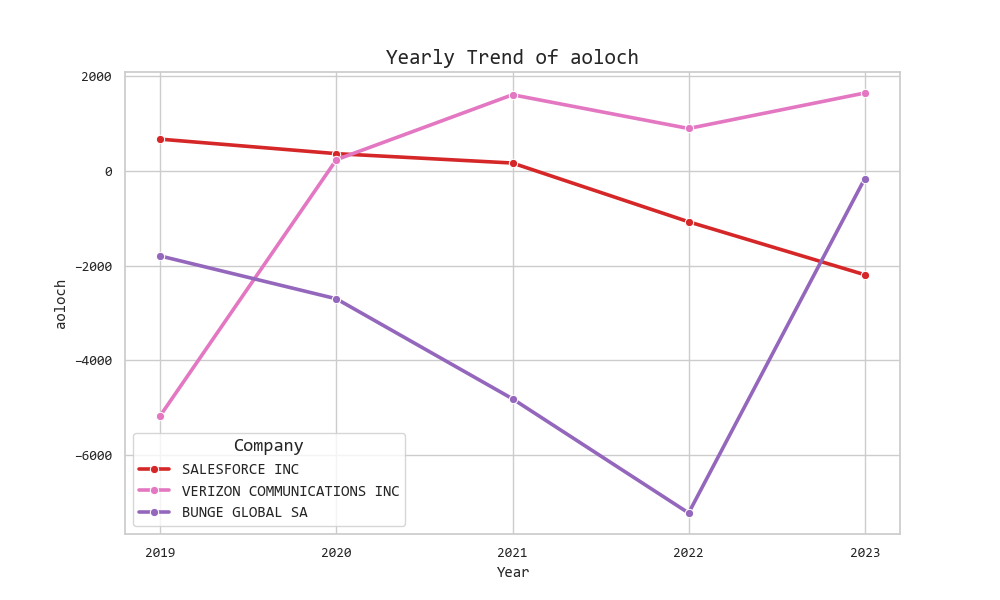 Yearly Trend of aoloch
aoloch
2000
0
−2000
−4000
−6000
Company
SALESFORCE INC
VERIZON COMMUNICATIONS INC
BUNGE GLOBAL SA
2019 2020 2021 2022 2023
Year